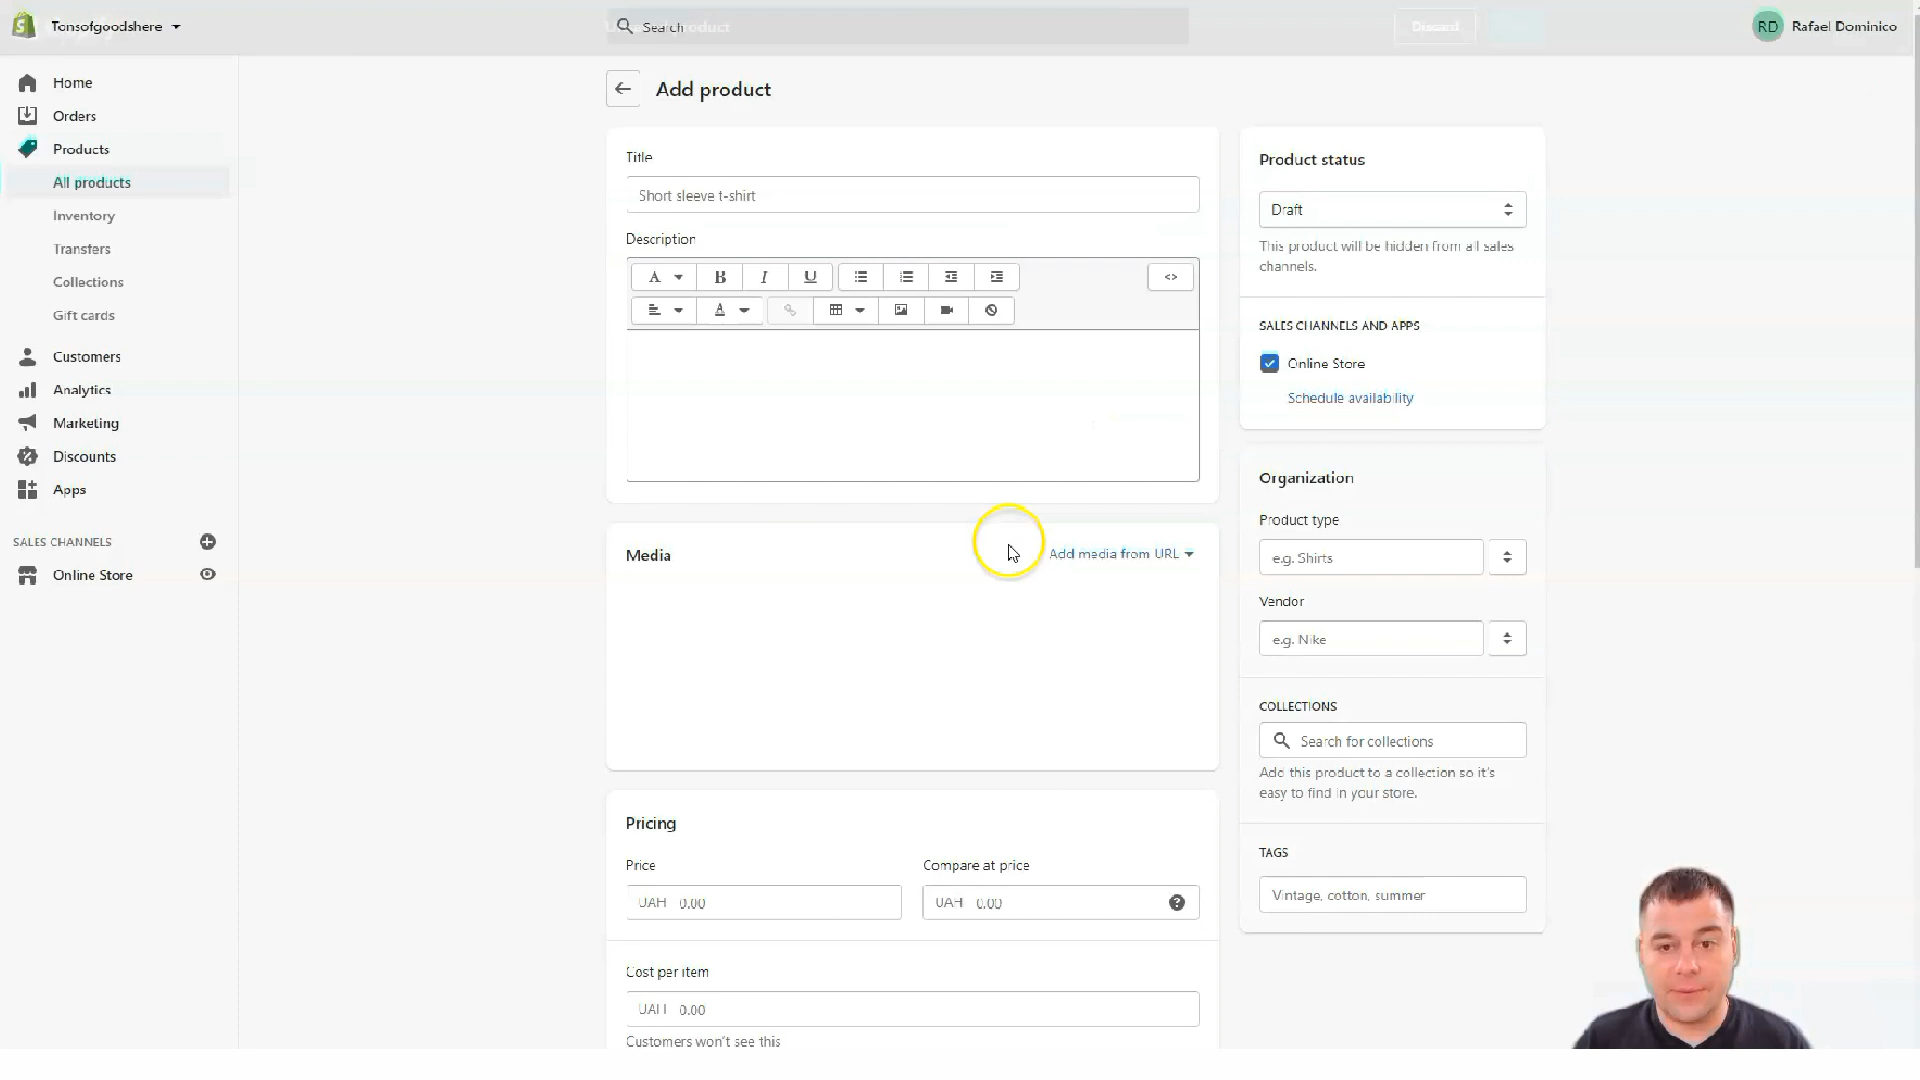 Tonsofgoodshere
Search
Discard
RD
Rafael Dominico
Home
Orders
Products
All products
Inventory
Transfers
Collections
Gift cards
Customers
Analytics
Marketing
Discounts
Apps
SALES CHANNELS
Online Store
Add product
Title
Short sleeve t-shirt
Description
A
B
I
U
<>
A
Media
Add media from URL
Pricing
Price
Compare at price
UAH 0.00
UAH 0.00
?
Cost per item
UAH 0.00
Customers won't see this
Product status
Draft
This product will be hidden from all sales
channels.
SALES CHANNELS AND APPS
Online Store
Schedule availability
Organization
Product type
e.g. Shirts
Vendor
e.g. Nike
COLLECTIONS
Search for collections
Add this product to a collection so it's
easy to find in your store.
TAGS
Vintage, cotton, summer